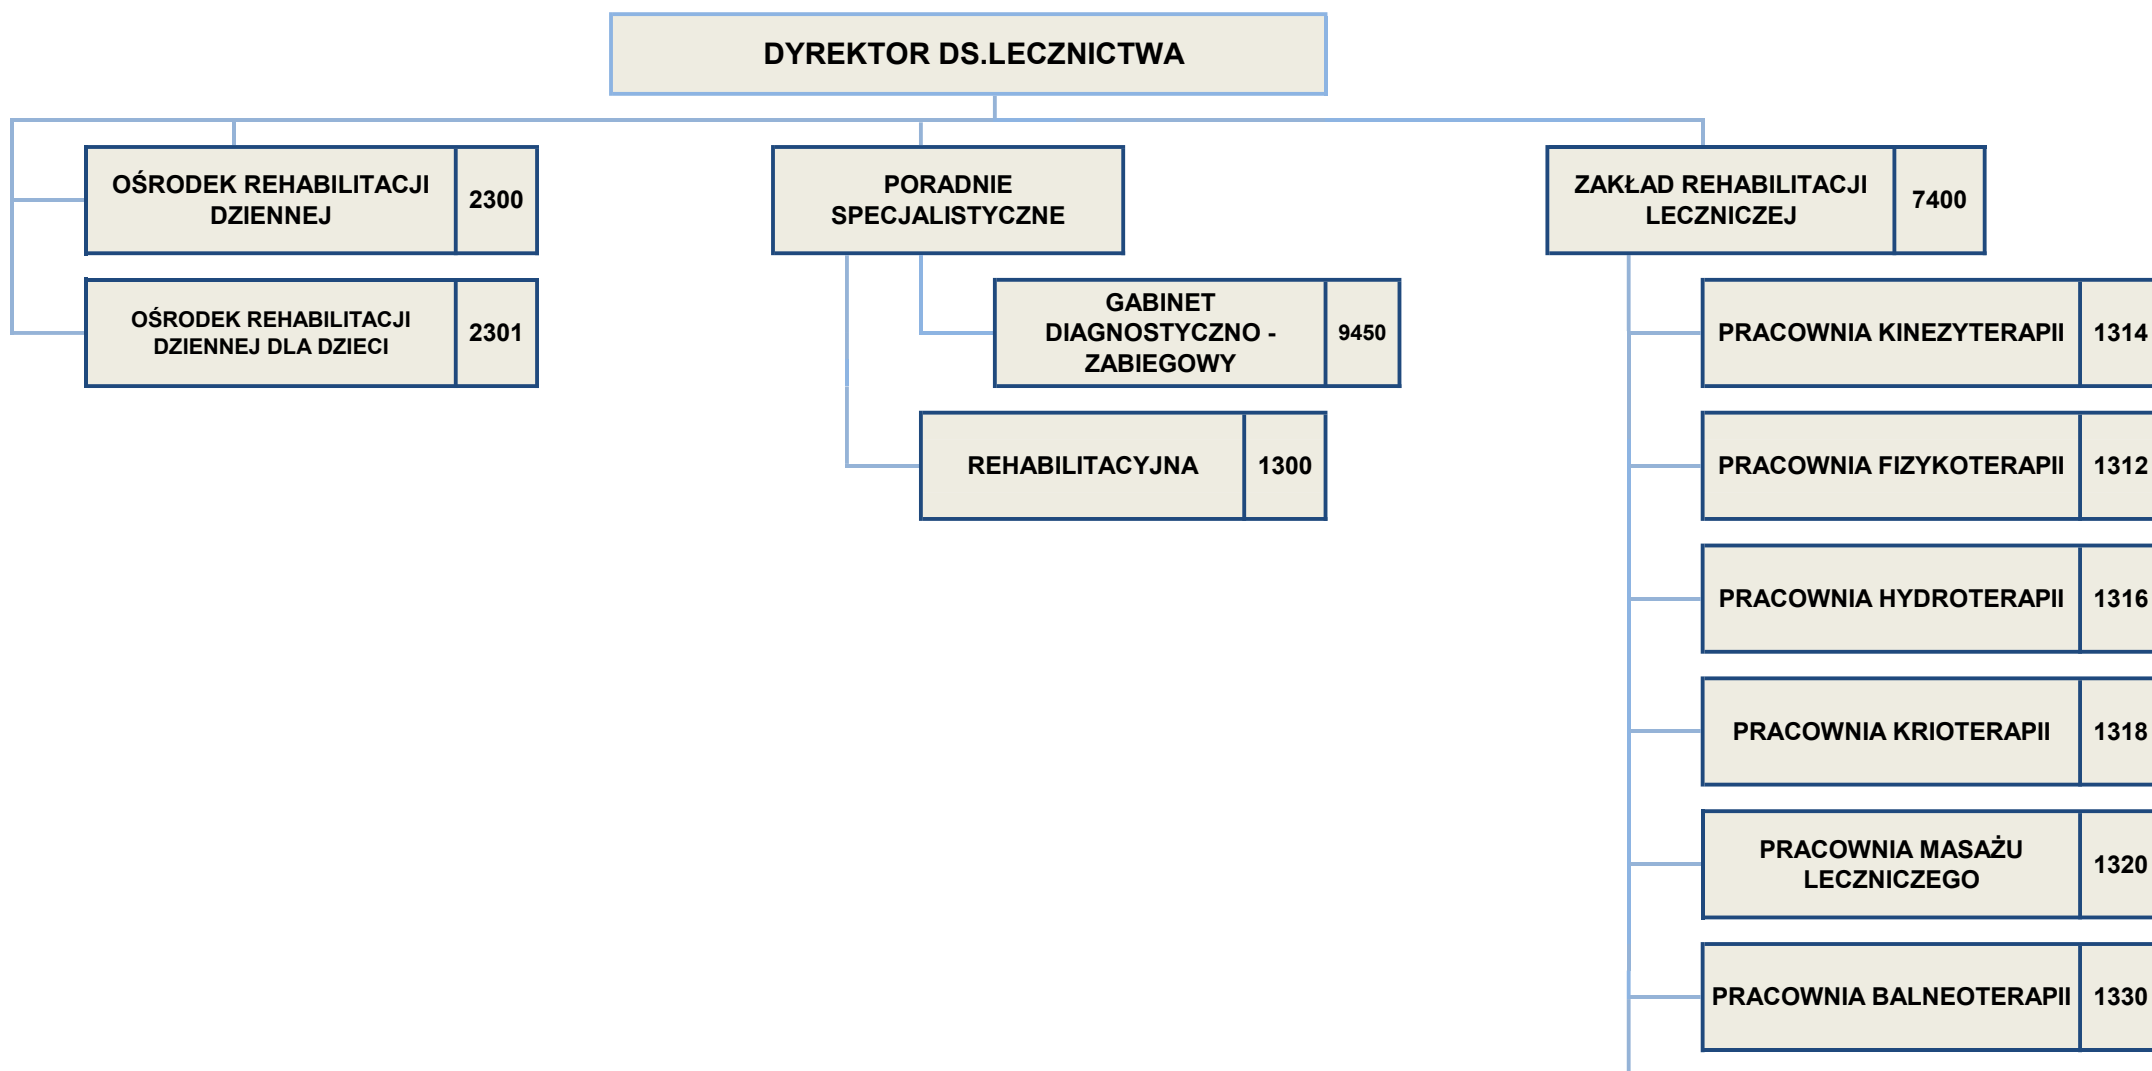 DYREKTOR DS.LECZNICTWA
OŚRODEK REHABILITACJI
DZIENNEJ
2300
OŚRODEK REHABILITACJI
DZIENNEJ DLA DZIECI
2301
PORADNIE
SPECJALISTYCZNE
GABINET
DIAGNOSTYCZNO -
ZABIEGOWY
9450
REHABILITACYJNA
1300
ZAKŁAD REHABILITACJI
LECZNICZEJ
7400
PRACOWNIA KINEZYTERAPII
1314
PRACOWNIA FIZYKOTERAPII
1312
PRACOWNIA HYDROTERAPII
1316
PRACOWNIA KRIOTERAPII
1318
PRACOWNIA MASAŻU
LECZNICZEGO
1320
PRACOWNIA BALNEOTERAPII
1330